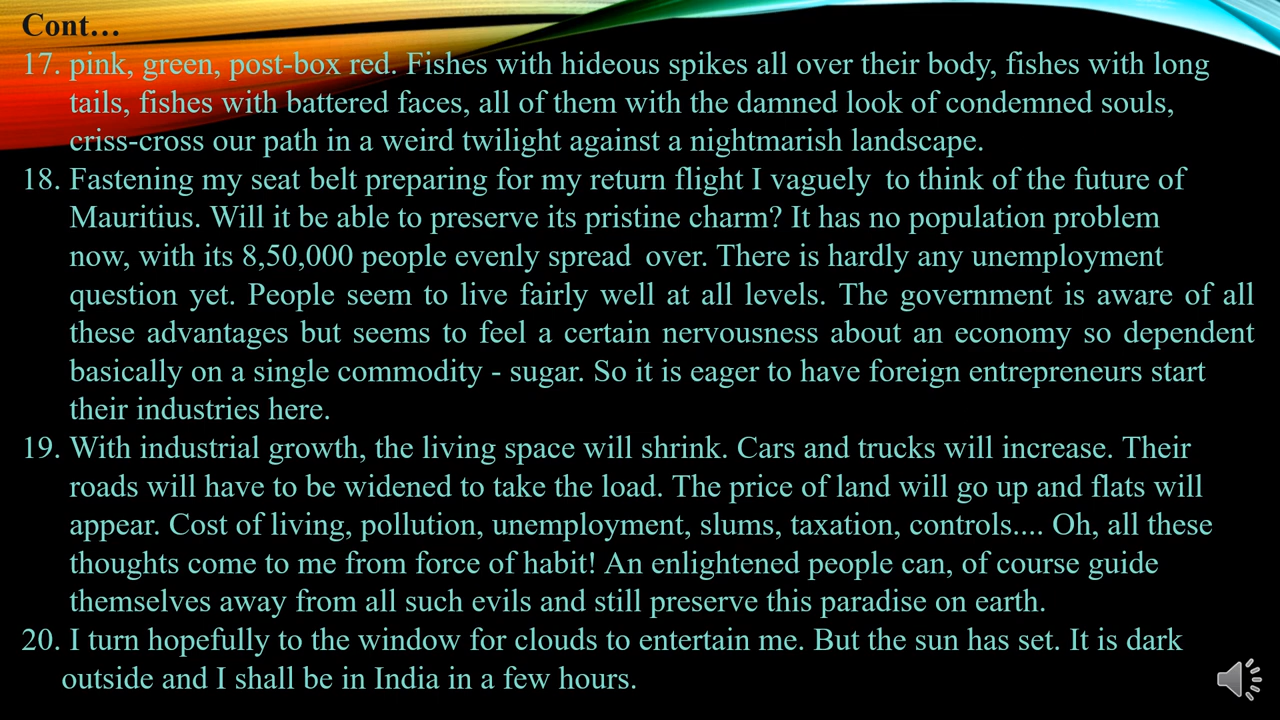 Cont…
17. pink, green, post-box red. Fishes with hideous spikes all over their body, fishes with long
tails, fishes with battered faces, all of them with the damned look of condemned souls,
criss-cross our path in a weird twilight against a nightmarish landscape.
18. Fastening my seat belt preparing for my return flight I vaguely to think of the future of
Mauritius. Will it be able to preserve its pristine charm? It has no population problem
now, with its 8,50,000 people evenly spread over. There is hardly any unemployment
question yet. People seem to live fairly well at all levels. The government is aware of all
these advantages but seems to feel a certain nervousness about an economy so dependent
basically on a single commodity - sugar. So it is eager to have foreign entrepreneurs start
their industries here.
19. With industrial growth, the living space will shrink. Cars and trucks will increase. Their
roads will have to be widened to take the load. The price of land will go up and flats will
appear. Cost of living, pollution, unemployment, slums, taxation, controls.... Oh, all these
thoughts come to me from force of habit! An enlightened people can, of course guide
themselves away from all such evils and still preserve this paradise on earth.
20. I turn hopefully to the window for clouds to entertain me. But the sun has set. It is dark
outside and I shall be in India in a few hours.